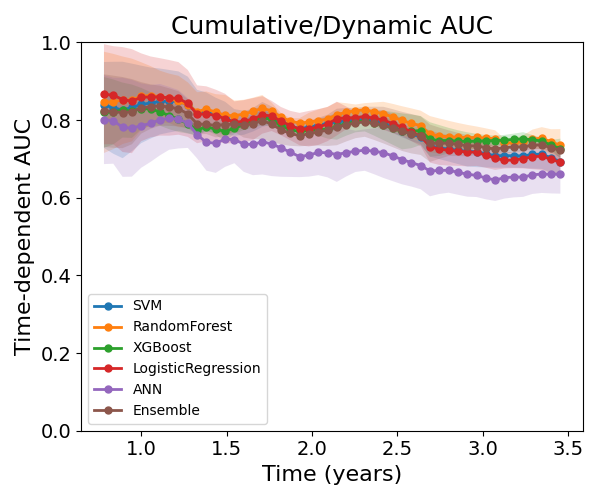 Cumulative/Dynamic AUC
Time-dependent AUC
1.0
0.8
0.6
0.4
0.2
0.0
SVM
RandomForest
XGBoost
LogisticRegression
ANN
Ensemble
1.0 1.5 2.0 2.5 3.0 3.5
Time (years)